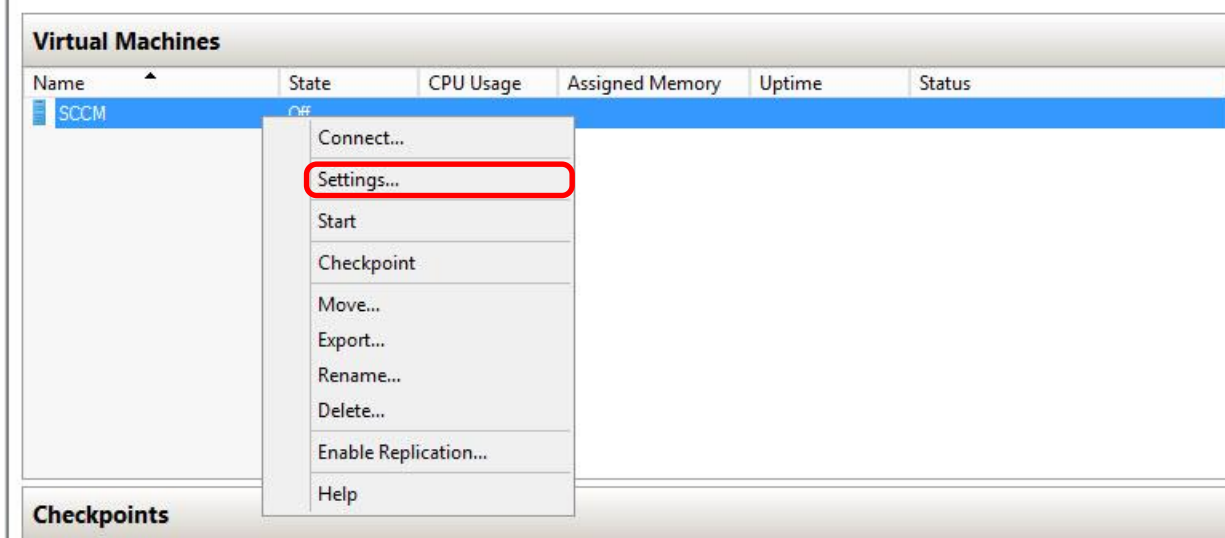 Virtual Machines
Name State CPU Usage Assigned Memory Uptime Status
SCCM Off
Connect...
Settings...
Start
Checkpoint
Move...
Export...
Rename...
Delete...
Enable Replication...
Help
Checkpoints